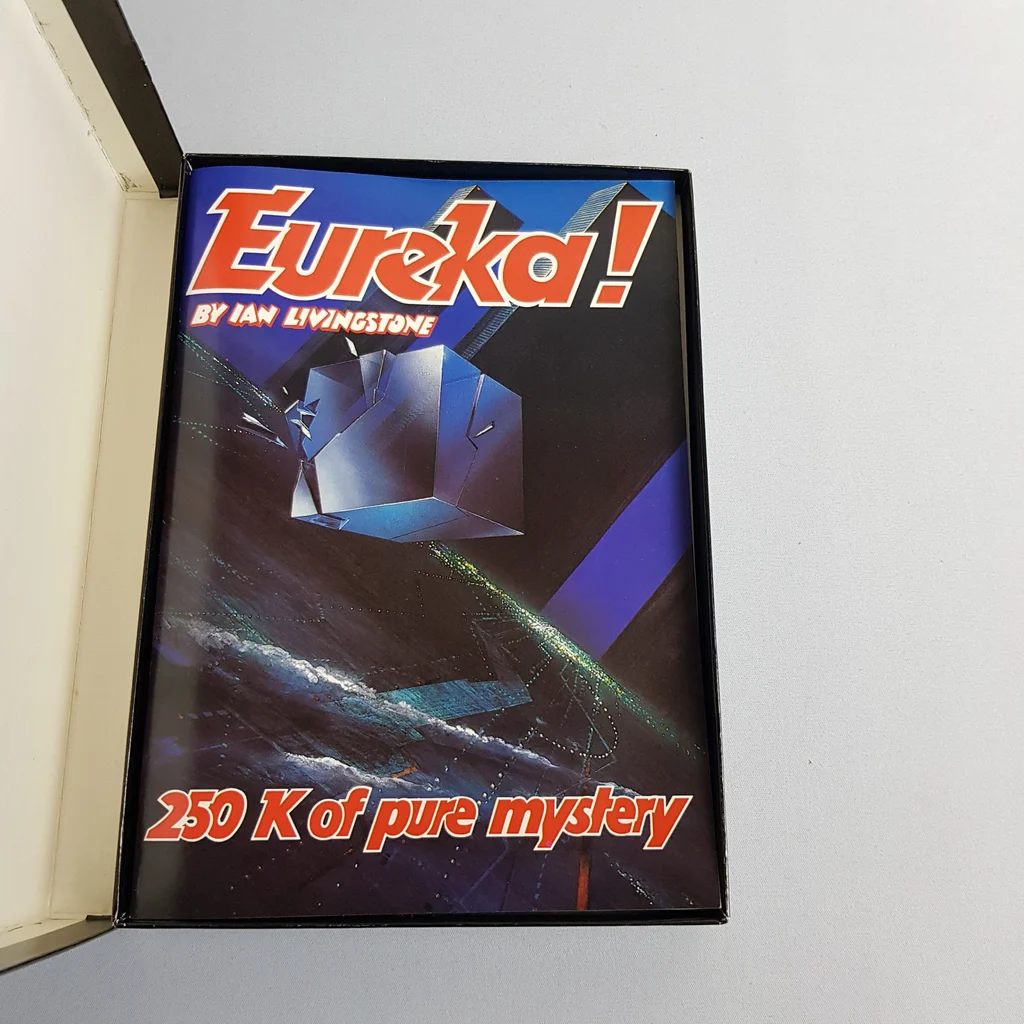 Eureka!
BY IAN LIVINGSTONE
250 K of pure mystery